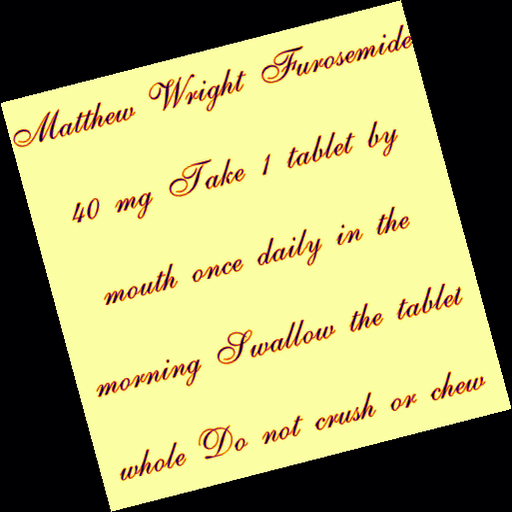 Matthew Wright Furosemide
40 mg Take 1 tablet by
mouth once daily in the
morning Swallow the tablet
whole Do not crush or chew